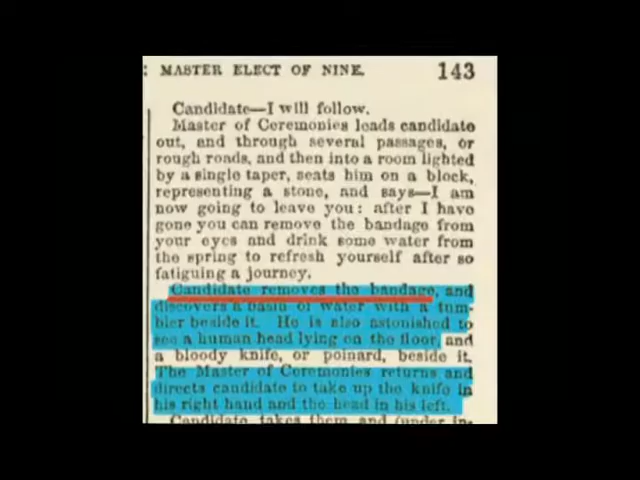 : MASTER ELECT OF NINE. 143
Candidate—I will follow.
Master of Ceremonies leads candidate
out, and through several passages, or
rough roads, and then into a room lighted
by a single taper, seats him on a block,
representing a stone, and says—I am
now going to leave you: after I have
gone you can remove the bandage from
your eyes and drink some water from
the spring to refresh yourself after so
fatiguing a journey.
Candidate removes the bandage, and
discovers a basin of water with a tum-
bler beside it. He is also astonished to
see a human head lying on the floor, and
a bloody knife, or poinard, beside it.
The Master of Ceremonies returns and
directs candidate to take up the knife in
his right hand and the head in his left.
Candidate takes them and (under in-